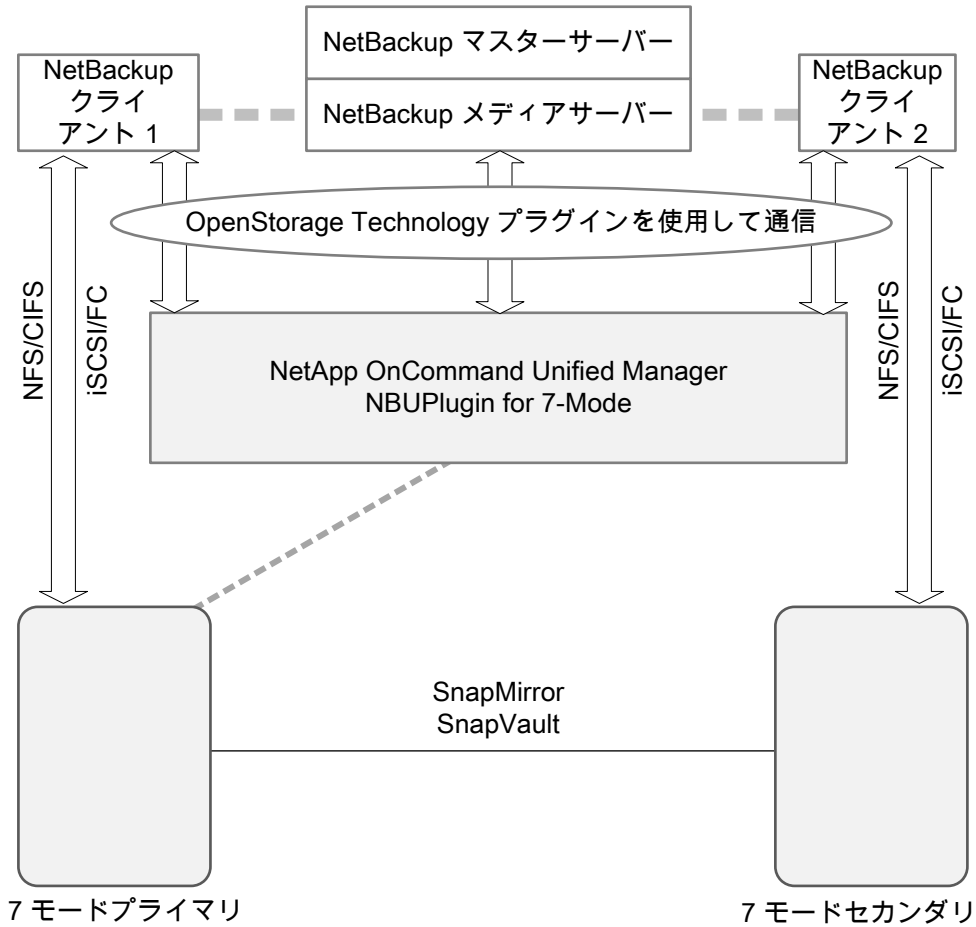 NetBackup マスターサーバー
NetBackup メディアサーバー
NetBackup
クライ
アント 1
NetBackup
クライ
アント 2
OpenStorage Technology プラグインを使用して通信
NFS/CIFS
iSCSI/FC
NetApp OnCommand Unified Manager
NBUPlugin for 7-Mode
NFS/CIFS
iSCSI/FC
SnapMirror
SnapVault
7 モードプライマリ
7 モードセカンダリ